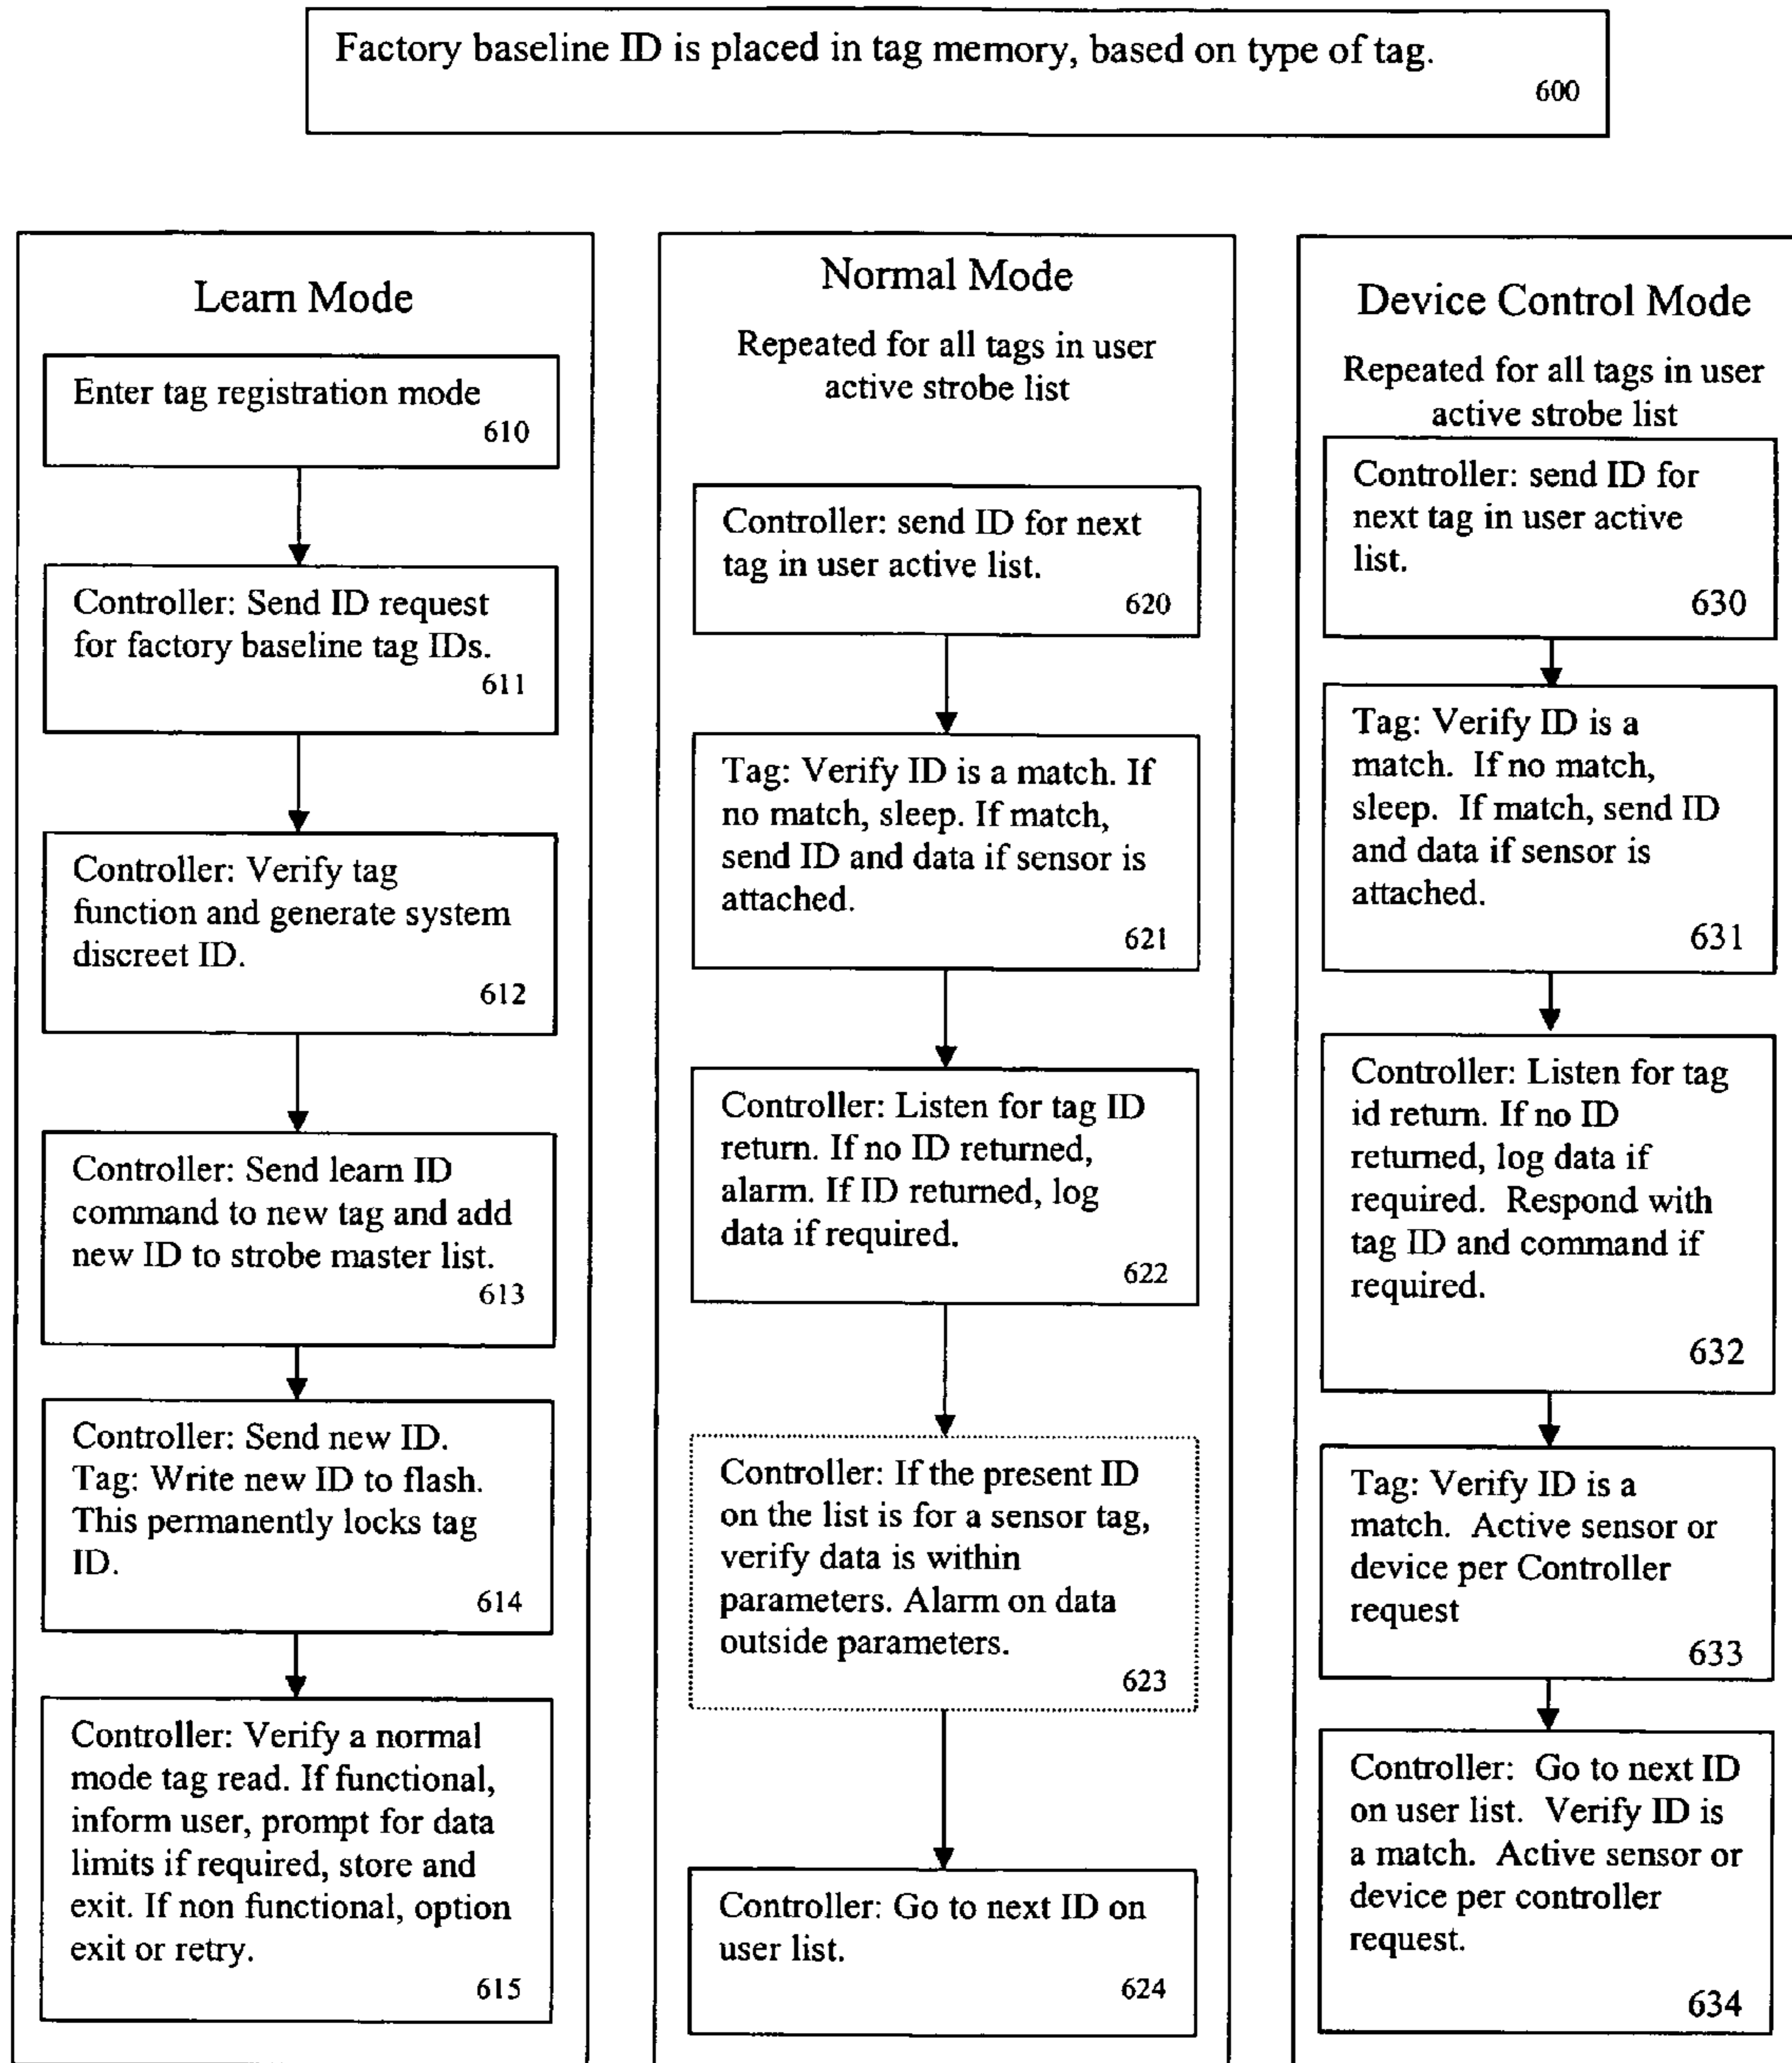 Factory baseline ID is placed in tag memory, based on type of tag.
600
Learn Mode
Enter tag registration mode
610
Controller: Send ID request
for factory baseline tag IDs.
611
Controller: Verify tag
function and generate system
discreet ID.
612
Controller: Send learn ID
command to new tag and add
new ID to strobe master list.
613
Controller: Send new ID.
Tag: Write new ID to flash.
This permanently locks tag
ID.
614
Controller: Verify a normal
mode tag read. If functional,
inform user, prompt for data
limits if required, store and
exit. If non functional, option
exit or retry.
615
Normal Mode
Repeated for all tags in user
active strobe list
Controller: send ID for next
tag in user active list.
620
Tag: Verify ID is a match. If
no match, sleep. If match,
send ID and data if sensor is
attached.
621
Controller: Listen for tag ID
return. If no ID returned,
alarm. If ID returned, log
data if required.
622
Controller: If the present ID
on the list is for a sensor tag,
verify data is within
parameters. Alarm on data
outside parameters.
623
Controller: Go to next ID on
user list.
624
Device Control Mode
Repeated for all tags in user
active strobe list
Controller: send ID for
next tag in user active
list.
630
Tag: Verify ID is a
match. If no match,
sleep. If match, send ID
and data if sensor is
attached.
631
Controller: Listen for tag
id return. If no ID
returned, log data if
required. Respond with
tag ID and command if
required.
632
Tag: Verify ID is a
match. Active sensor or
device per Controller
request
633
Controller: Go to next ID
on user list. Verify ID is
a match. Active sensor or
device per controller
request.
634